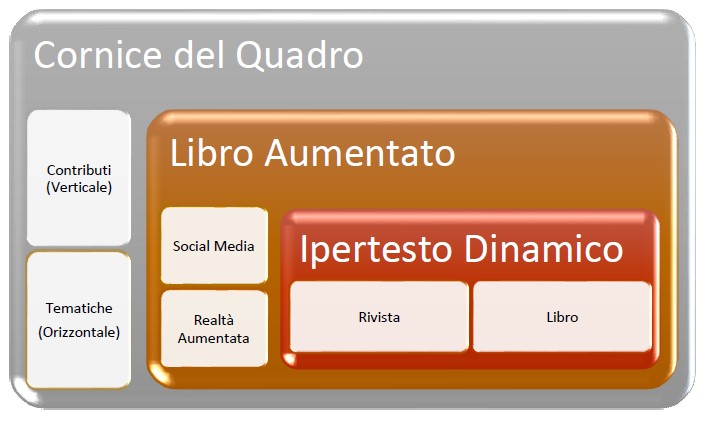 Cornice del Quadro
Contributi
(Verticale)
Tematiche
(Orizzontale)
Libro Aumentato
Social Media
Realtà
Aumentata
Ipertesto Dinamico
Rivista
Libro